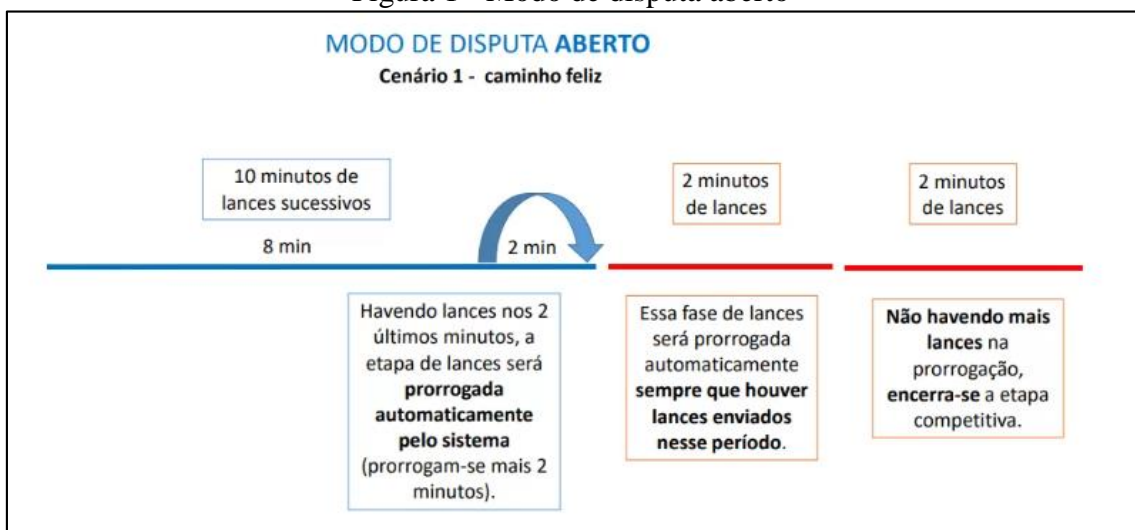 Figura 1 - Modo de disputa aberto
MODO DE DISPUTA ABERTO
Cenário 1 - caminho feliz
10 minutos de
lances sucessivos
8 min
2 min
2 minutos
de lances
2 minutos
de lances
Havendo lances nos 2
últimos minutos, a
etapa de lances será
prorrogada
automaticamente
pelo sistema
(prorrogam-se mais 2
minutos).
Essa fase de lances
será prorrogada
automaticamente
sempre que houver
lances enviados
nesse período.
Não havendo mais
lances na
prorrogação,
encerra-se a etapa
competitiva.